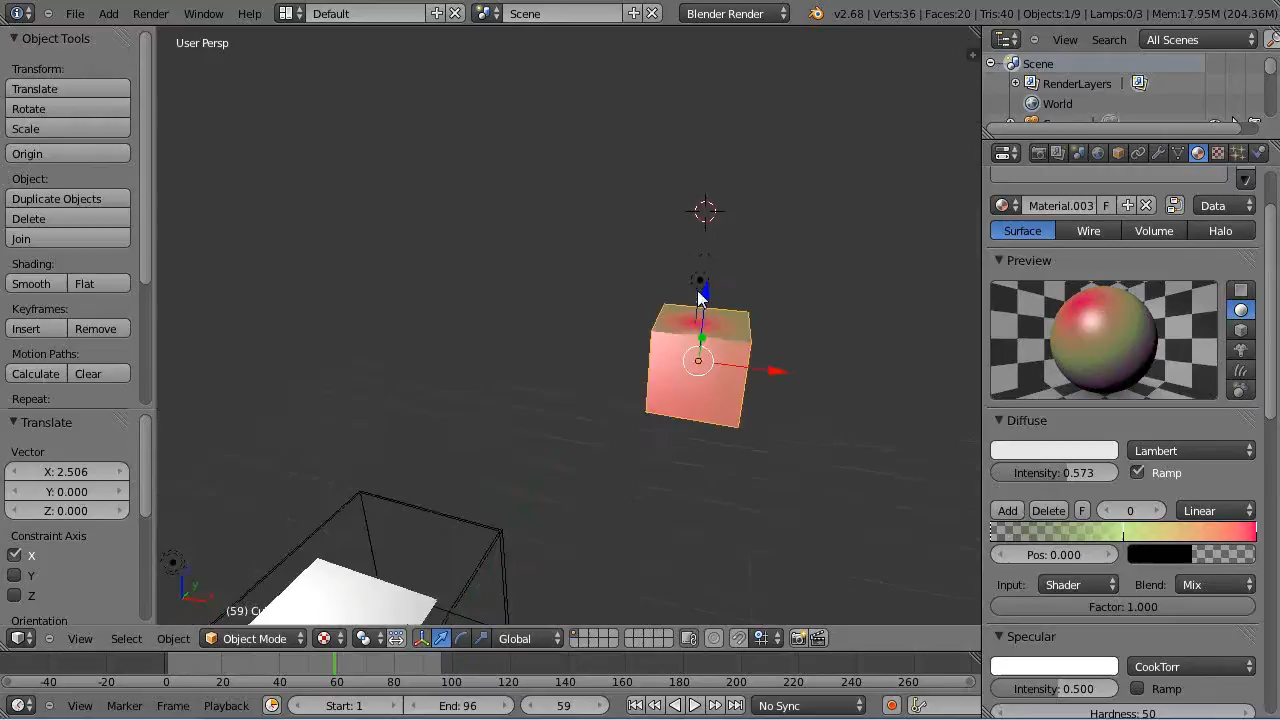 File Add Render Window Help Default Scene Blender Render v2.68 | Verts:36 | Faces:20 | Tris:40 | Objects:1/9 | Lamps:0/3 | Mem:17.95M (204.36M)
Object Tools
Transform:
Translate
Rotate
Scale
Origin
Object:
Duplicate Objects
Delete
Join
Shading:
Smooth Flat
Keyframes:
Insert Remove
Motion Paths:
Calculate Clear
Repeat:
Translate
Vector
X: 2.506
Y: 0.000
Z: 0.000
Constraint Axis
X
Y
Z
Orientation
User Persp
(59)
View Select Object Object Mode Global
-40 -20 0 20 40 60 80 100 120 140 160 180 200 220 240 260
View Marker Frame Playback Start: 1 End: 96 59 No Sync
View Search All Scenes
Scene
RenderLayers |
World
Material.003 F Data
Surface Wire Volume Halo
Preview
Diffuse
Lambert
Intensity: 0.573 Ramp
Add Delete F 0 Linear
Pos: 0.000
Input: Shader Blend: Mix
Factor: 1.000
Specular
CookTorr
Intensity: 0.500 Ramp
Hardness: 50